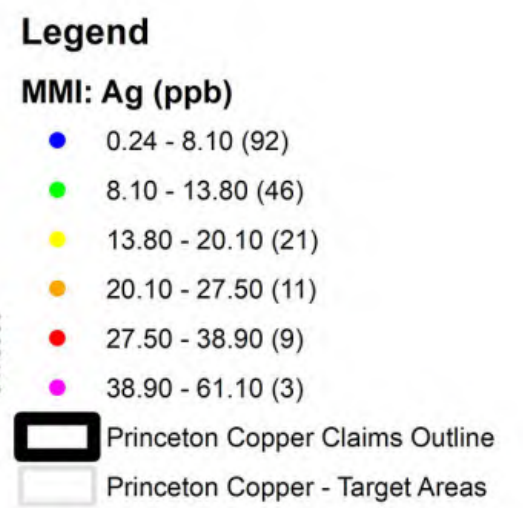 Legend
MMI: Ag (ppb)
0.24 - 8.10 (92)
8.10 - 13.80 (46)
13.80 - 20.10 (21)
20.10 - 27.50 (11)
27.50 - 38.90 (9)
38.90 - 61.10 (3)
Princeton Copper Claims Outline
Princeton Copper - Target Areas